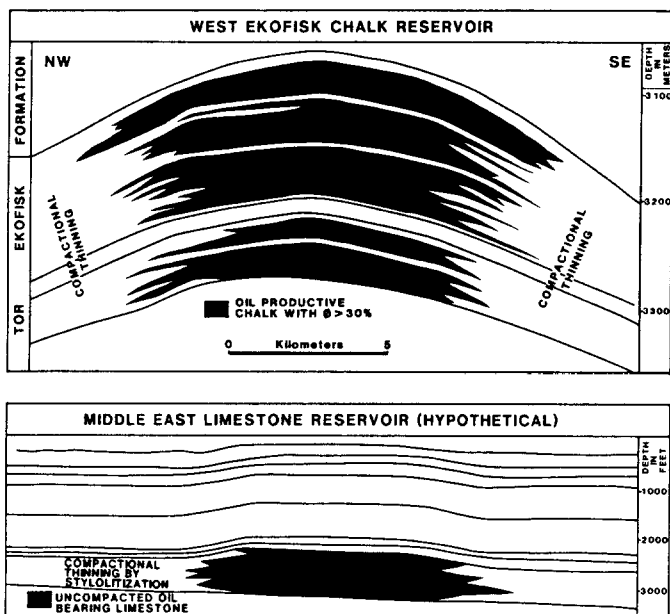 WEST EKOFISK CHALK RESERVOIR
NW
SE
DEPTH
IN
METERS
3100
3200
3300
FORMATION
EKOFISK
TOR
COMPACTIONAL
THINNING
COMPACTIONAL
THINNING
OIL PRODUCTIVE
CHALK WITH Ø>30%
0 Kilometers 5
MIDDLE EAST LIMESTONE RESERVOIR (HYPOTHETICAL)
DEPTH
IN
FEET
1000
2000
3000
COMPACTIONAL
THINNING BY
STYLOLITIZATION
UNCOMPACTED OIL
BEARING LIMESTONE